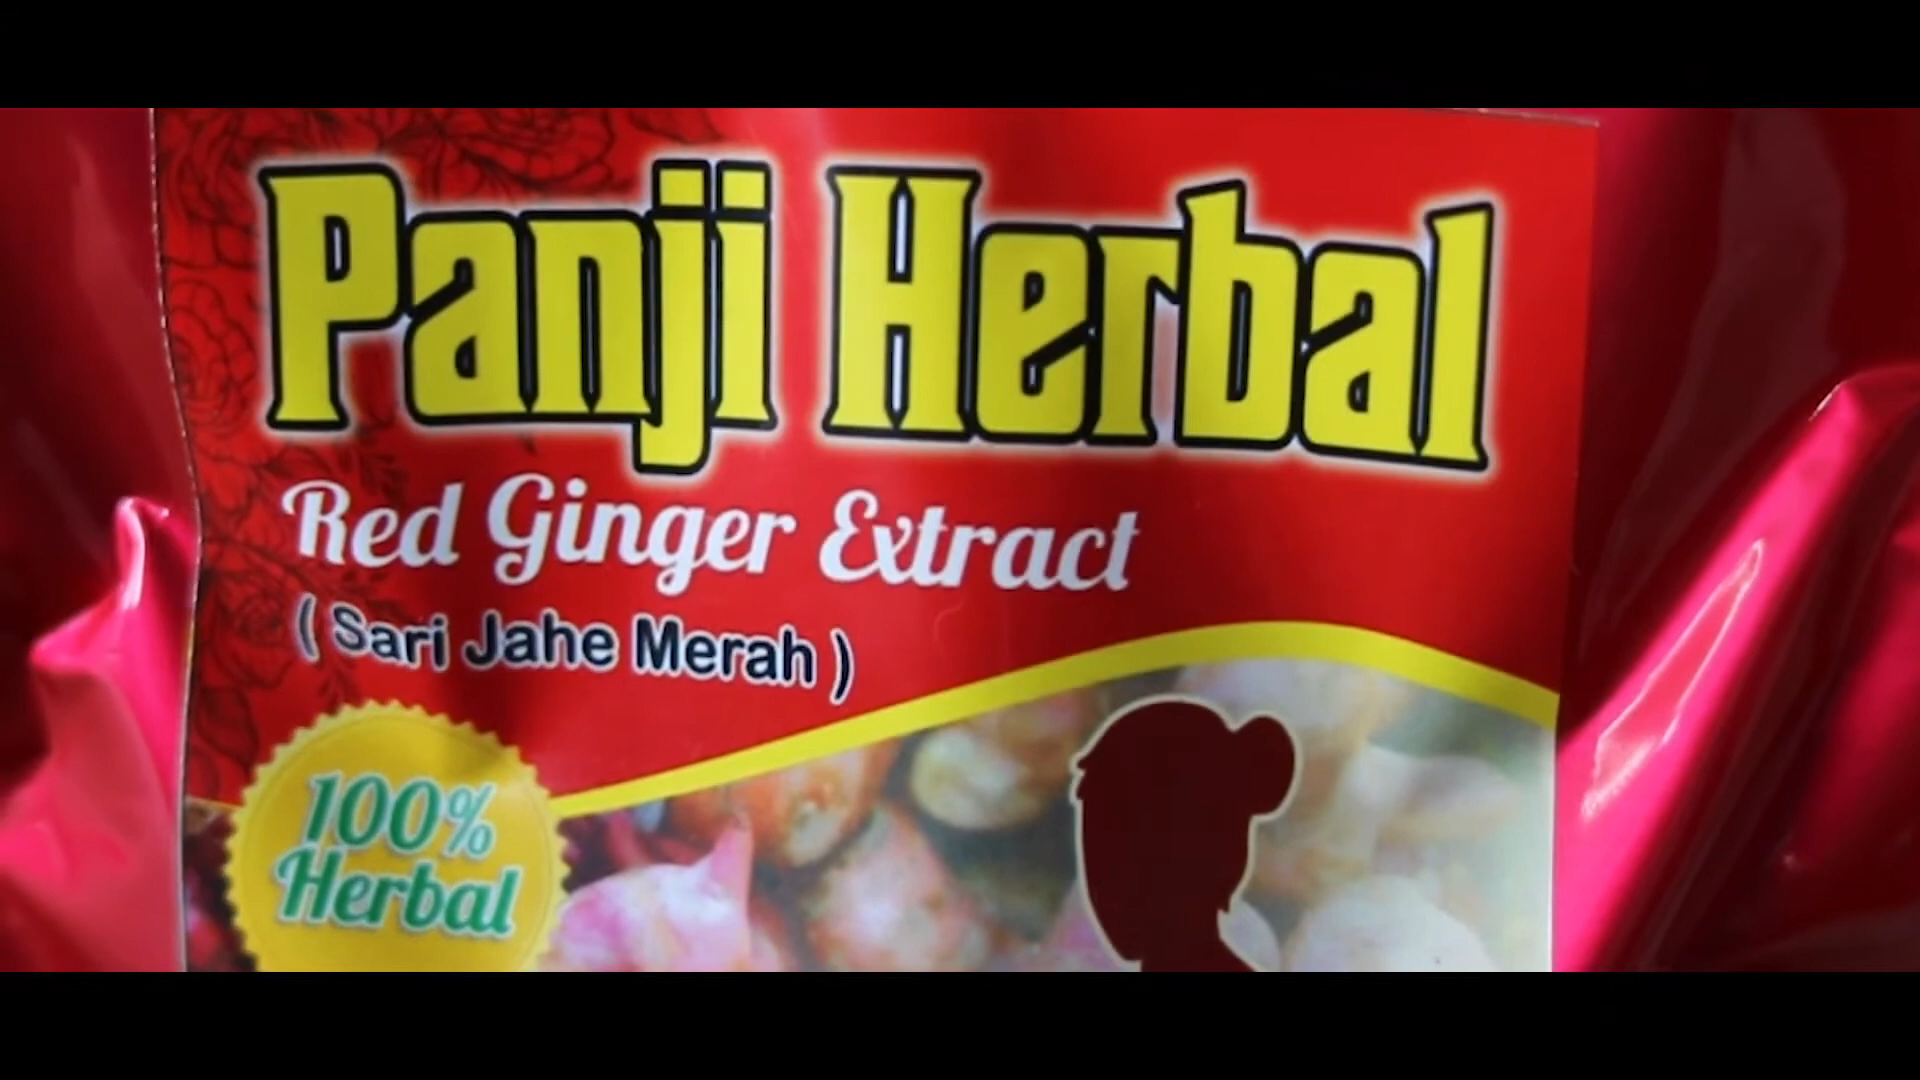 Panji Herbal
Red Ginger Extract
( Sari Jahe Merah )
100%
Herbal